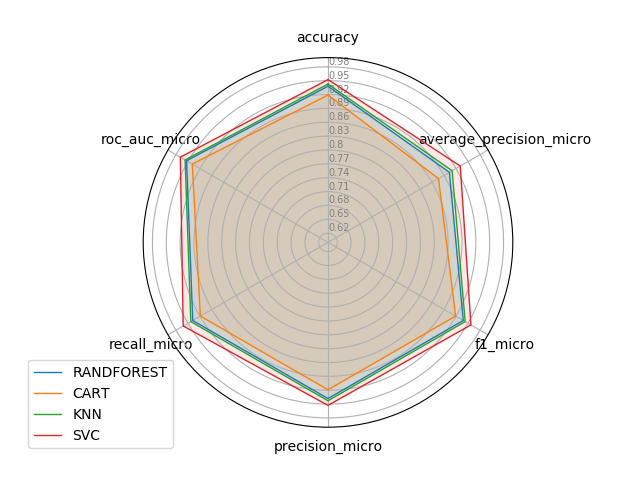 accuracy
0.98
0.95
0.92
0.89
0.86
0.83
0.8
0.77
0.74
0.71
0.68
0.65
0.62
roc_auc_micro
average_precision_micro
recall_micro
f1_micro
precision_micro
RANDFOREST
CART
KNN
SVC